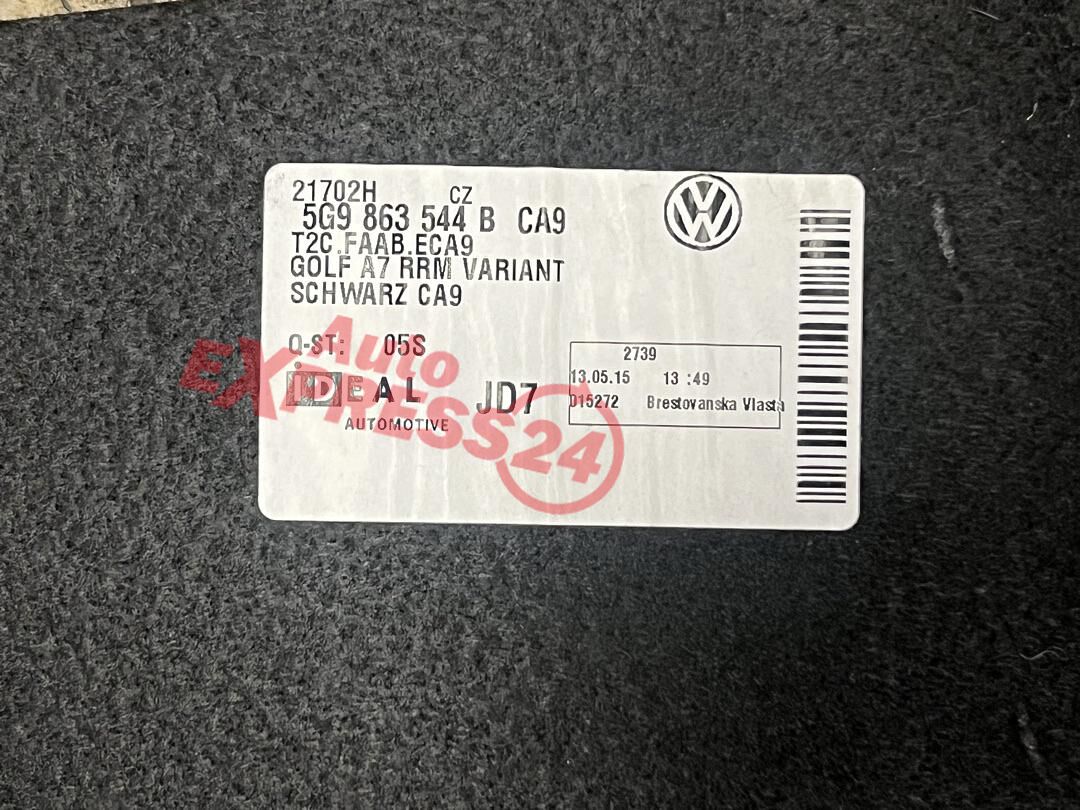 21702H CZ
5G9 863 544 B CA9
T2C.FAAB.ECA9
GOLF A7 RRM VARIANT
SCHWARZ CA9
Q-ST: 05S
IDEAL JD7
AUTOMOTIVE
2739
13.05.15 13 :49
015272 Brestovanska Vlasta
Auto
EXPRESS24